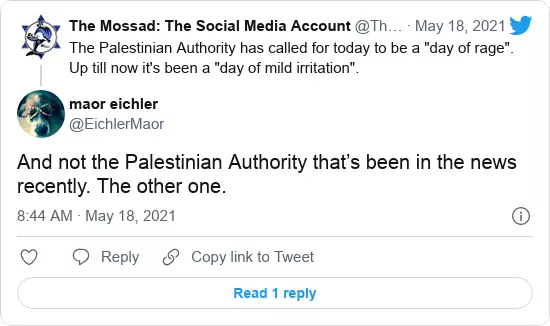 The Mossad: The Social Media Account @Th… · May 18, 2021
The Palestinian Authority has called for today to be a "day of rage".
Up till now it's been a "day of mild irritation".
maor eichler
@EichlerMaor
And not the Palestinian Authority that’s been in the news
recently. The other one.
8:44 AM · May 18, 2021
Reply
Copy link to Tweet
Read 1 reply